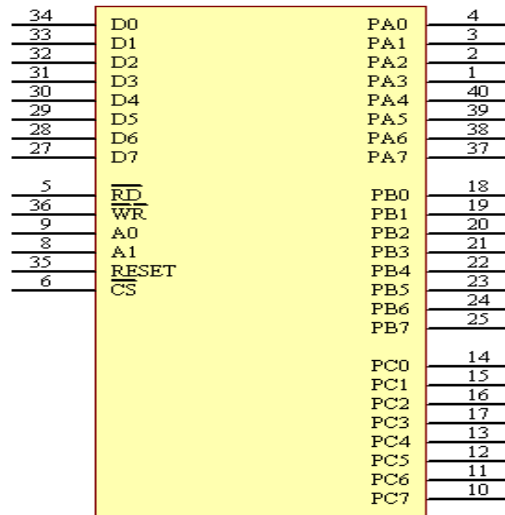 34 D0 PA0 4
33 D1 PA1 3
32 D2 PA2 2
31 D3 PA3 1
30 D4 PA4 40
29 D5 PA5 39
28 D6 PA6 38
27 D7 PA7 37
5 RD PB0 18
36 WR PB1 19
9 A0 PB2 20
8 A1 PB3 21
35 RESET PB4 22
6 CS PB5 23
PB6 24
PB7 25
PC0 14
PC1 15
PC2 16
PC3 17
PC4 13
PC5 12
PC6 11
PC7 10